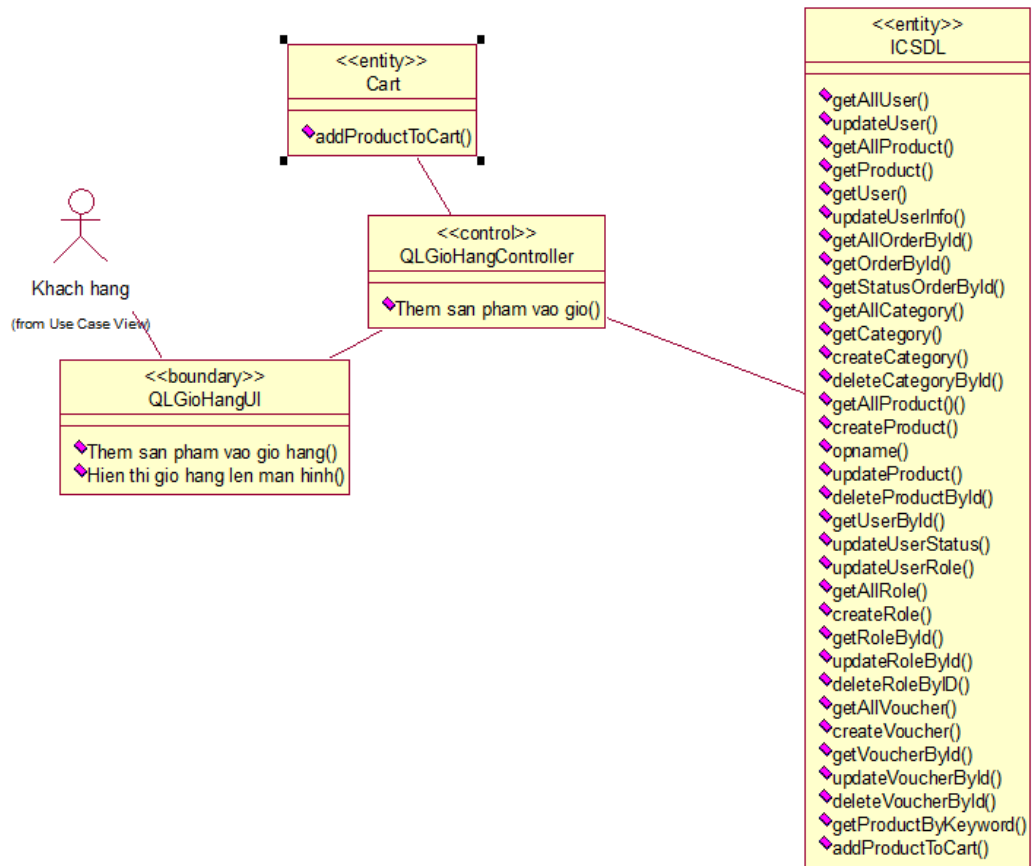 <<entity>>
Cart
addProductToCart()
Khach hang
(from Use Case View)
<<control>>
QLGioHangController
Them san pham vao gio()
<<boundary>>
QLGioHangUI
Them san pham vao gio hang()
Hien thi gio hang len man hinh()
<<entity>>
ICSDL
getAllUser()
updateUser()
getAllProduct()
getProduct()
getUser()
updateUserInfo()
getAllOrderById()
getOrderById()
getStatusOrderById()
getAllCategory()
getCategory()
createCategory()
deleteCategoryById()
getAllProduct()()
createProduct()
opname()
updateProduct()
deleteProductById()
getUserById()
updateUserStatus()
updateUserRole()
getAllRole()
createRole()
getRoleById()
updateRoleById()
deleteRoleByID()
getAllVoucher()
createVoucher()
getVoucherById()
updateVoucherById()
deleteVoucherById()
getProductByKeyword()
addProductToCart()